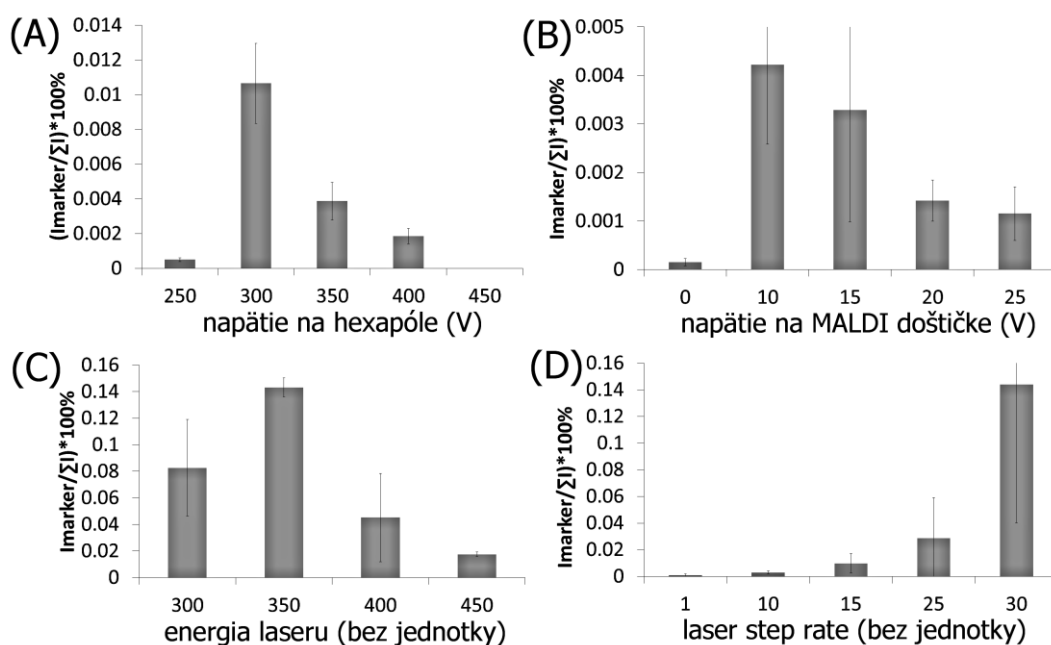 (A)
(Imarker/∑I)*100%
0.014
0.012
0.01
0.008
0.006
0.004
0.002
0
250 300 350 400 450
napätie na hexapóle (V)
(B)
Imarker/∑I)*100%
0.005
0.004
0.003
0.002
0.001
0
0 10 15 20 25
napätie na MALDI doštičke (V)
(C)
Imarker/∑I)*100%
0.16
0.14
0.12
0.1
0.08
0.06
0.04
0.02
0
300 350 400 450
energia laseru (bez jednotky)
(D)
Imarker/∑I)*100%
0.16
0.14
0.12
0.1
0.08
0.06
0.04
0.02
0
1 10 15 25 30
laser step rate (bez jednotky)